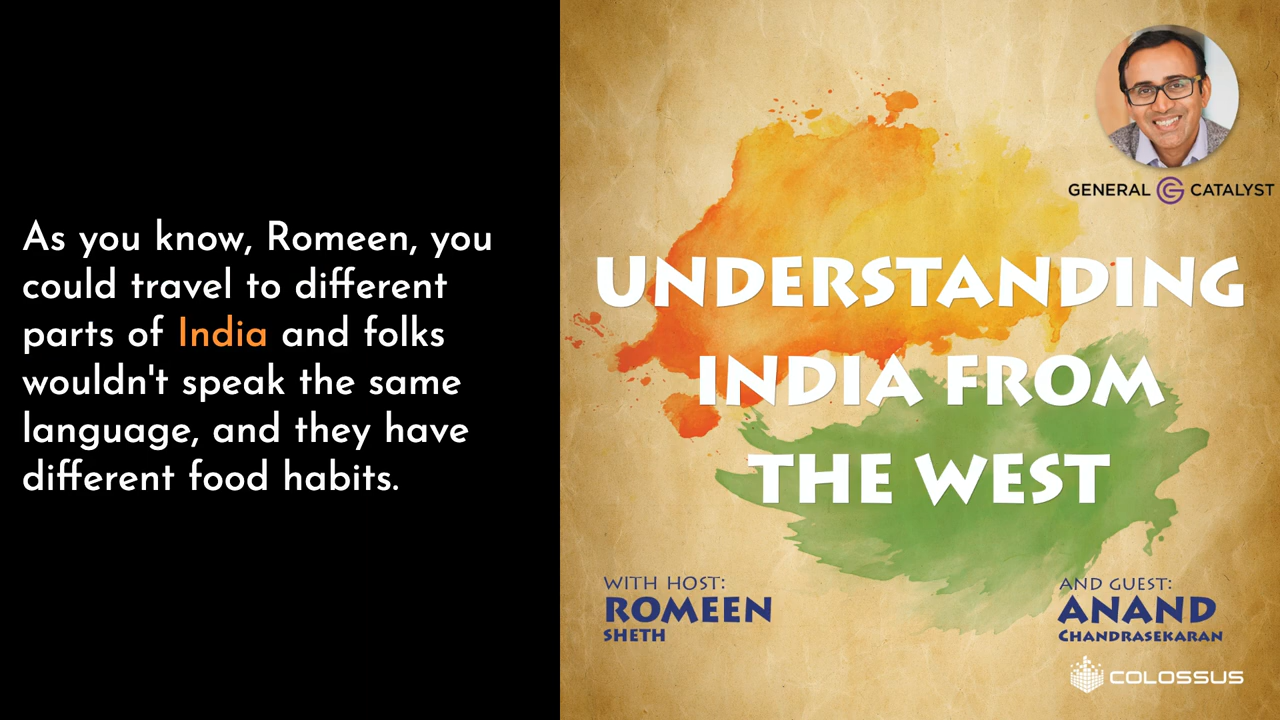 As you know, Romeen, you
could travel to different
parts of India and folks
wouldn't speak the same
language, and they have
different food habits.
GENERAL CATALYST
UNDERSTANDING
INDIA FROM
THE WEST
WITH HOST:
ROMEEN
SHETH
AND GUEST:
ANAND
CHANDRASEKARAN
COLOSSUS